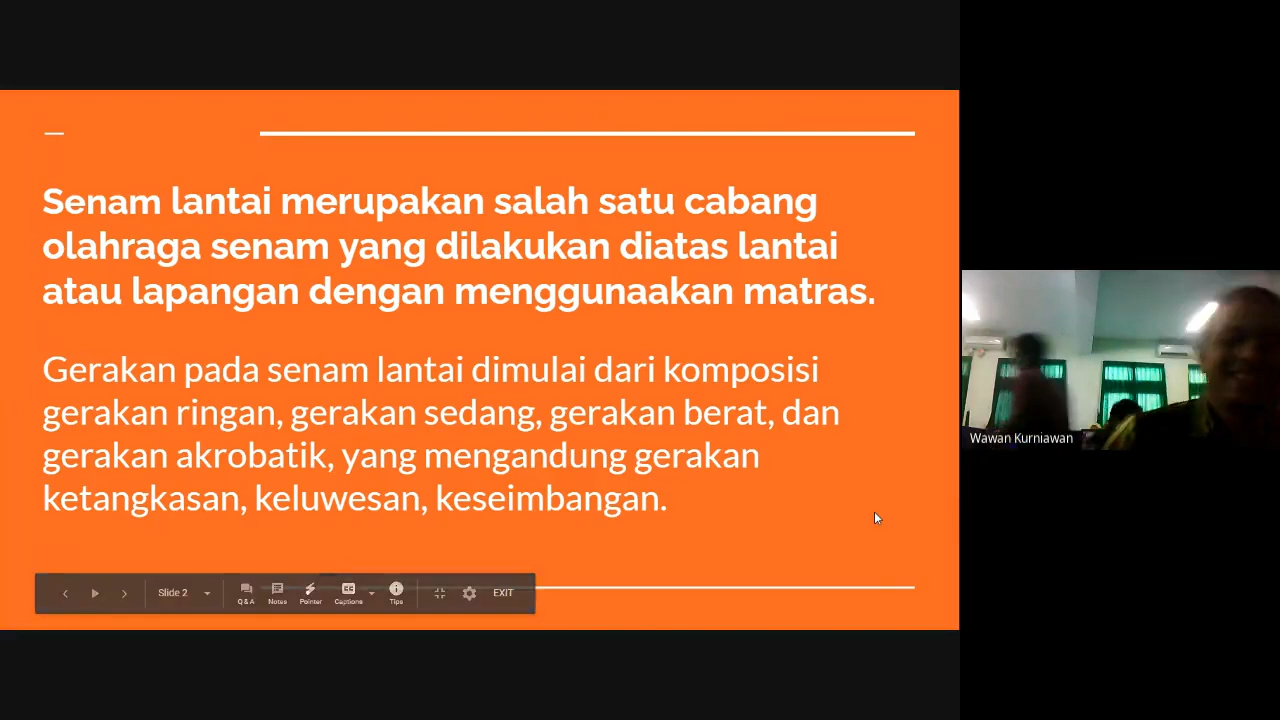 Senam lantai merupakan salah satu cabang
olahraga senam yang dilakukan diatas lantai
atau lapangan dengan menggunaakan matras.
Gerakan pada senam lantai dimulai dari komposisi
gerakan ringan, gerakan sedang, gerakan berat, dan
gerakan akrobatik, yang mengandung gerakan
ketangkasan, keluwesan, keseimbangan.
Slide 2
Q & A
Notes
Pointer
Captions
Tips
EXIT
Wawan Kurniawan